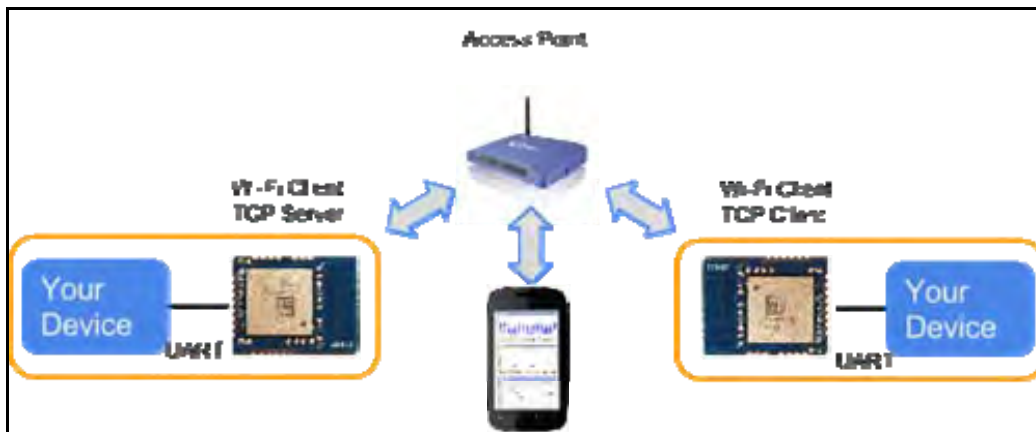 Access Point
Wi-Fi Client
TCP Server
Wi-Fi Client
TCP Client
Your
Device
UART
Your
Device
UART